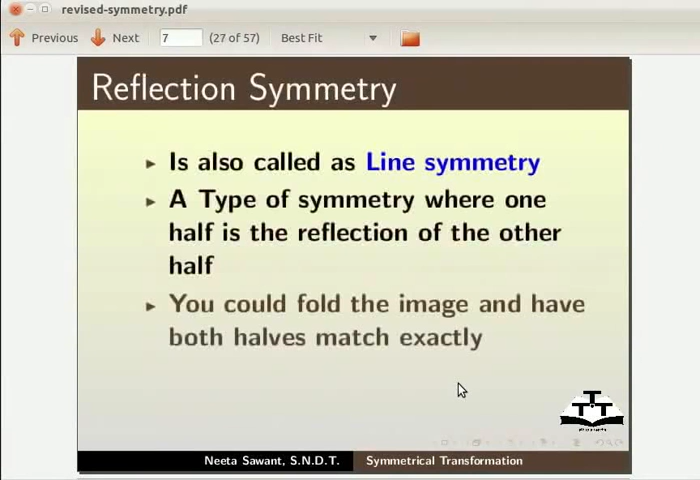 revised-symmetry.pdf
Previous Next 7 (27 of 57) Best Fit
Reflection Symmetry
Is also called as Line symmetry
A Type of symmetry where one
half is the reflection of the other
half
You could fold the image and have
both halves match exactly
TTT
Neeta Sawant, S.N.D.T. Symmetrical Transformation